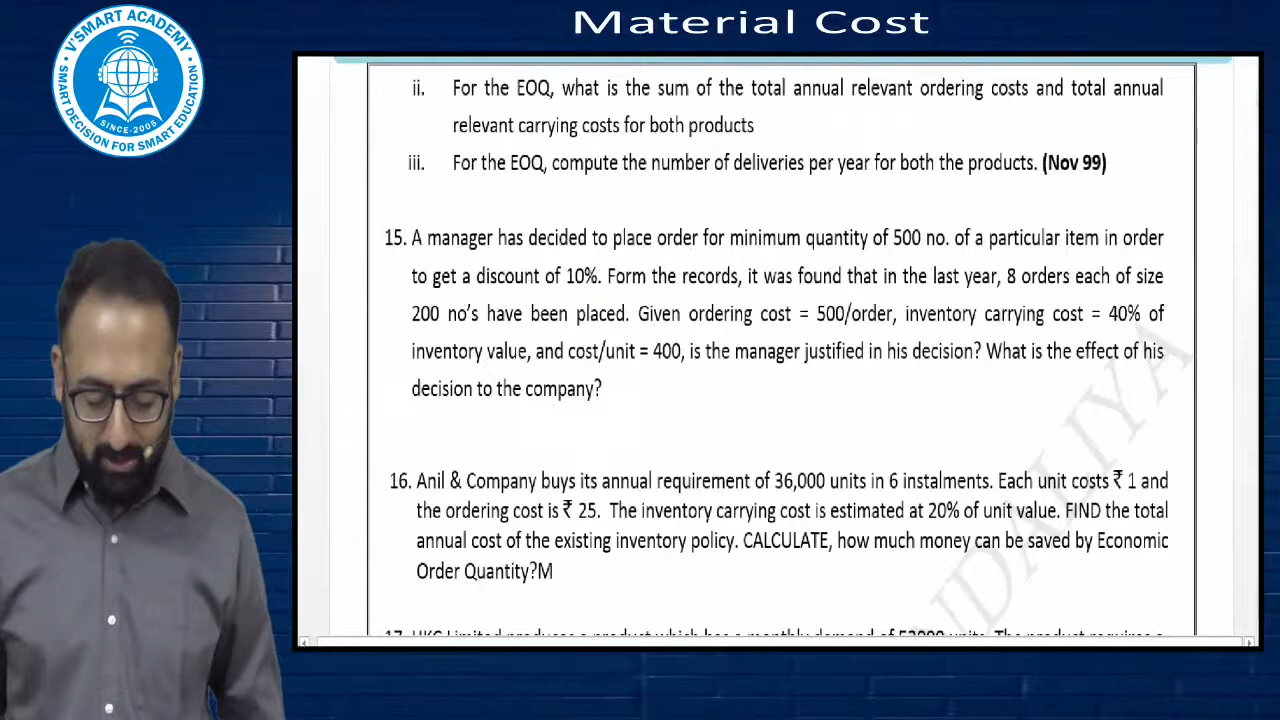 Material Cost
V'SMART ACADEMY
SINCE-2005
SMART DECISION FOR SMART EDUCATION
ii. For the EOQ, what is the sum of the total annual relevant ordering costs and total annual
relevant carrying costs for both products
iii. For the EOQ, compute the number of deliveries per year for both the products. (Nov 99)
15. A manager has decided to place order for minimum quantity of 500 no. of a particular item in order
to get a discount of 10%. Form the records, it was found that in the last year, 8 orders each of size
200 no's have been placed. Given ordering cost = 500/order, inventory carrying cost = 40% of
inventory value, and cost/unit = 400, is the manager justified in his decision? What is the effect of his
decision to the company?
16. Anil & Company buys its annual requirement of 36,000 units in 6 instalments. Each unit costs ₹ 1 and
the ordering cost is ₹ 25. The inventory carrying cost is estimated at 20% of unit value. FIND the total
annual cost of the existing inventory policy. CALCULATE, how much money can be saved by Economic
Order Quantity?M
NDALIYA